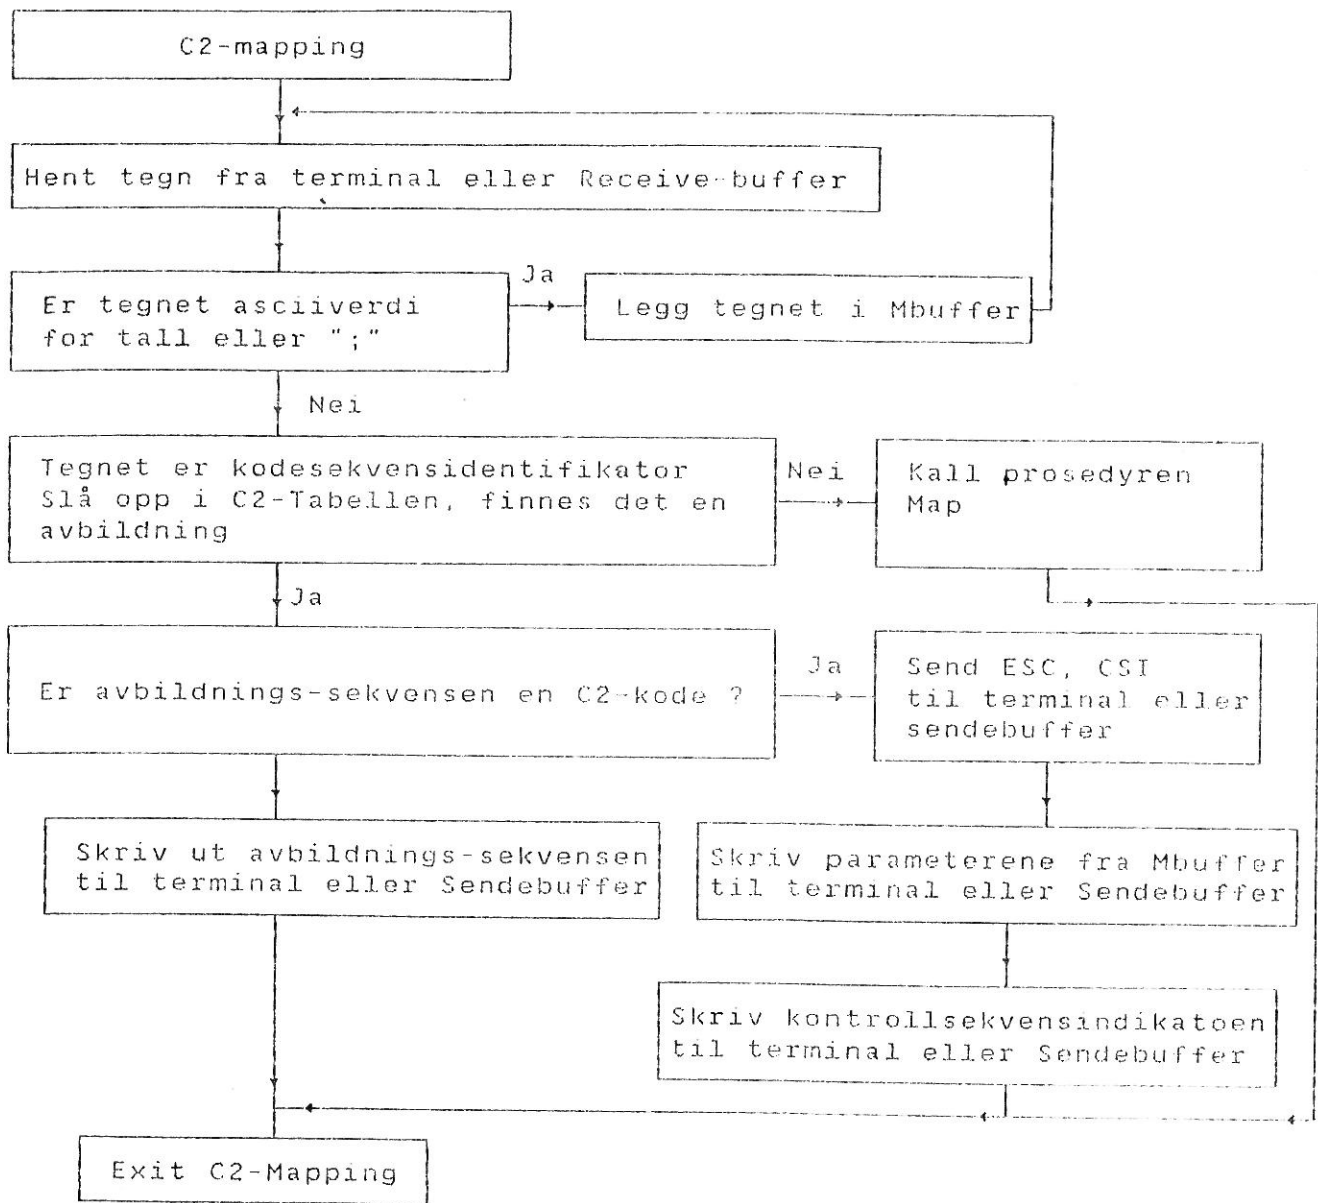 C2-mapping
Hent tegn fra terminal eller Receive-buffer
Er tegnet asciiverdi
for tall eller ";"
Ja
Legg tegnet i Mbuffer
Nei
Tegnet er kodesekvensidentifikator
Slå opp i C2-Tabellen, finnes det en
avbildning
Nei
Kall prosedyren
Map
Ja
Er avbildnings-sekvensen en C2-kode ?
Ja
Send ESC, CSI
til terminal eller
sendebuffer
Skriv ut avbildnings-sekvensen
til terminal eller Sendebuffer
Skriv parameterene fra Mbuffer
til terminal eller Sendebuffer
Skriv kontrollsekvensindikatoen
til terminal eller Sendebuffer
Exit C2-Mapping